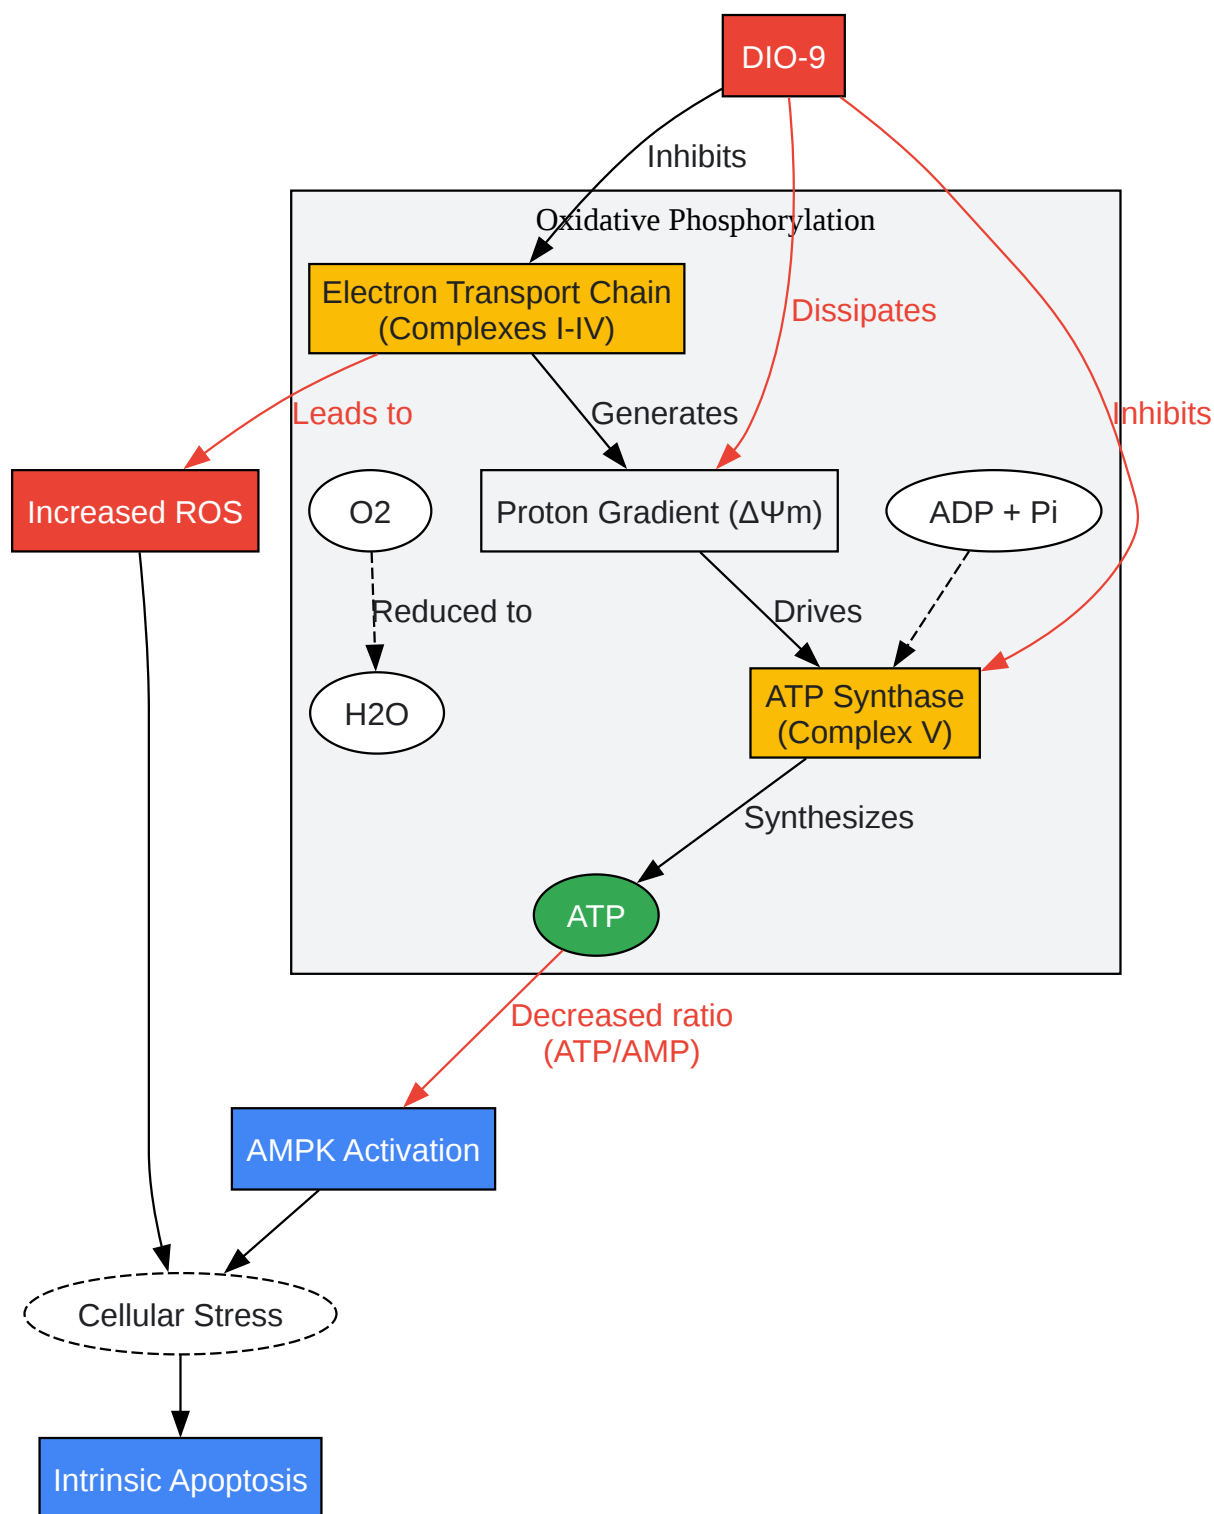 DIO-9
Inhibits
Oxidative Phosphorylation
Electron Transport Chain
(Complexes I-IV)
Dissipates
Leads to
Generates
Inhibits
Increased ROS
O2
Proton Gradient (ΔΨm)
ADP + Pi
Reduced to
Drives
H2O
ATP Synthase
(Complex V)
Synthesizes
ATP
Decreased ratio
(ATP/AMP)
AMPK Activation
Cellular Stress
Intrinsic Apoptosis